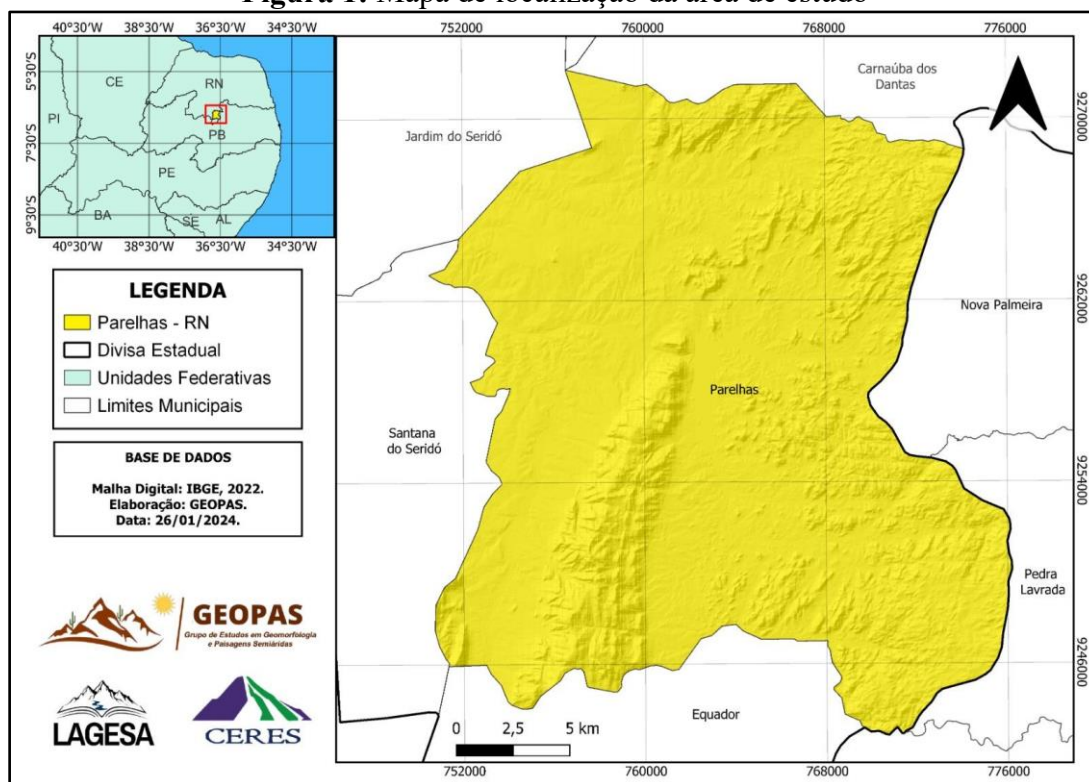 Figura 1: Mapa de localização da área de estudo
40°30'W 38°30'W 36°30'W 34°30'W
5°30'S
7°30'S
9°30'S
CE
RN
PI
PB
PE
BA
SE
AL
40°30'W 38°30'W 36°30'W 34°30'W
LEGENDA
Parelhas - RN
Divisa Estadual
Unidades Federativas
Limites Municipais
BASE DE DADOS
Malha Digital: IBGE, 2022.
Elaboração: GEOPAS.
Data: 26/01/2024.
GEOPAS
Grupo de Estudos em Geomorfologia
e Paisagens Semiáridas
LAGESA
CERES
752000 760000 768000 776000
Carnaúba dos
Dantas
Jardim do Seridó
9270000
9262000
Nova Palmeira
Parelhas
Santana
do Seridó
9254000
Pedra
Lavrada
9246000
Equador
0 2,5 5 km
752000 760000 768000 776000